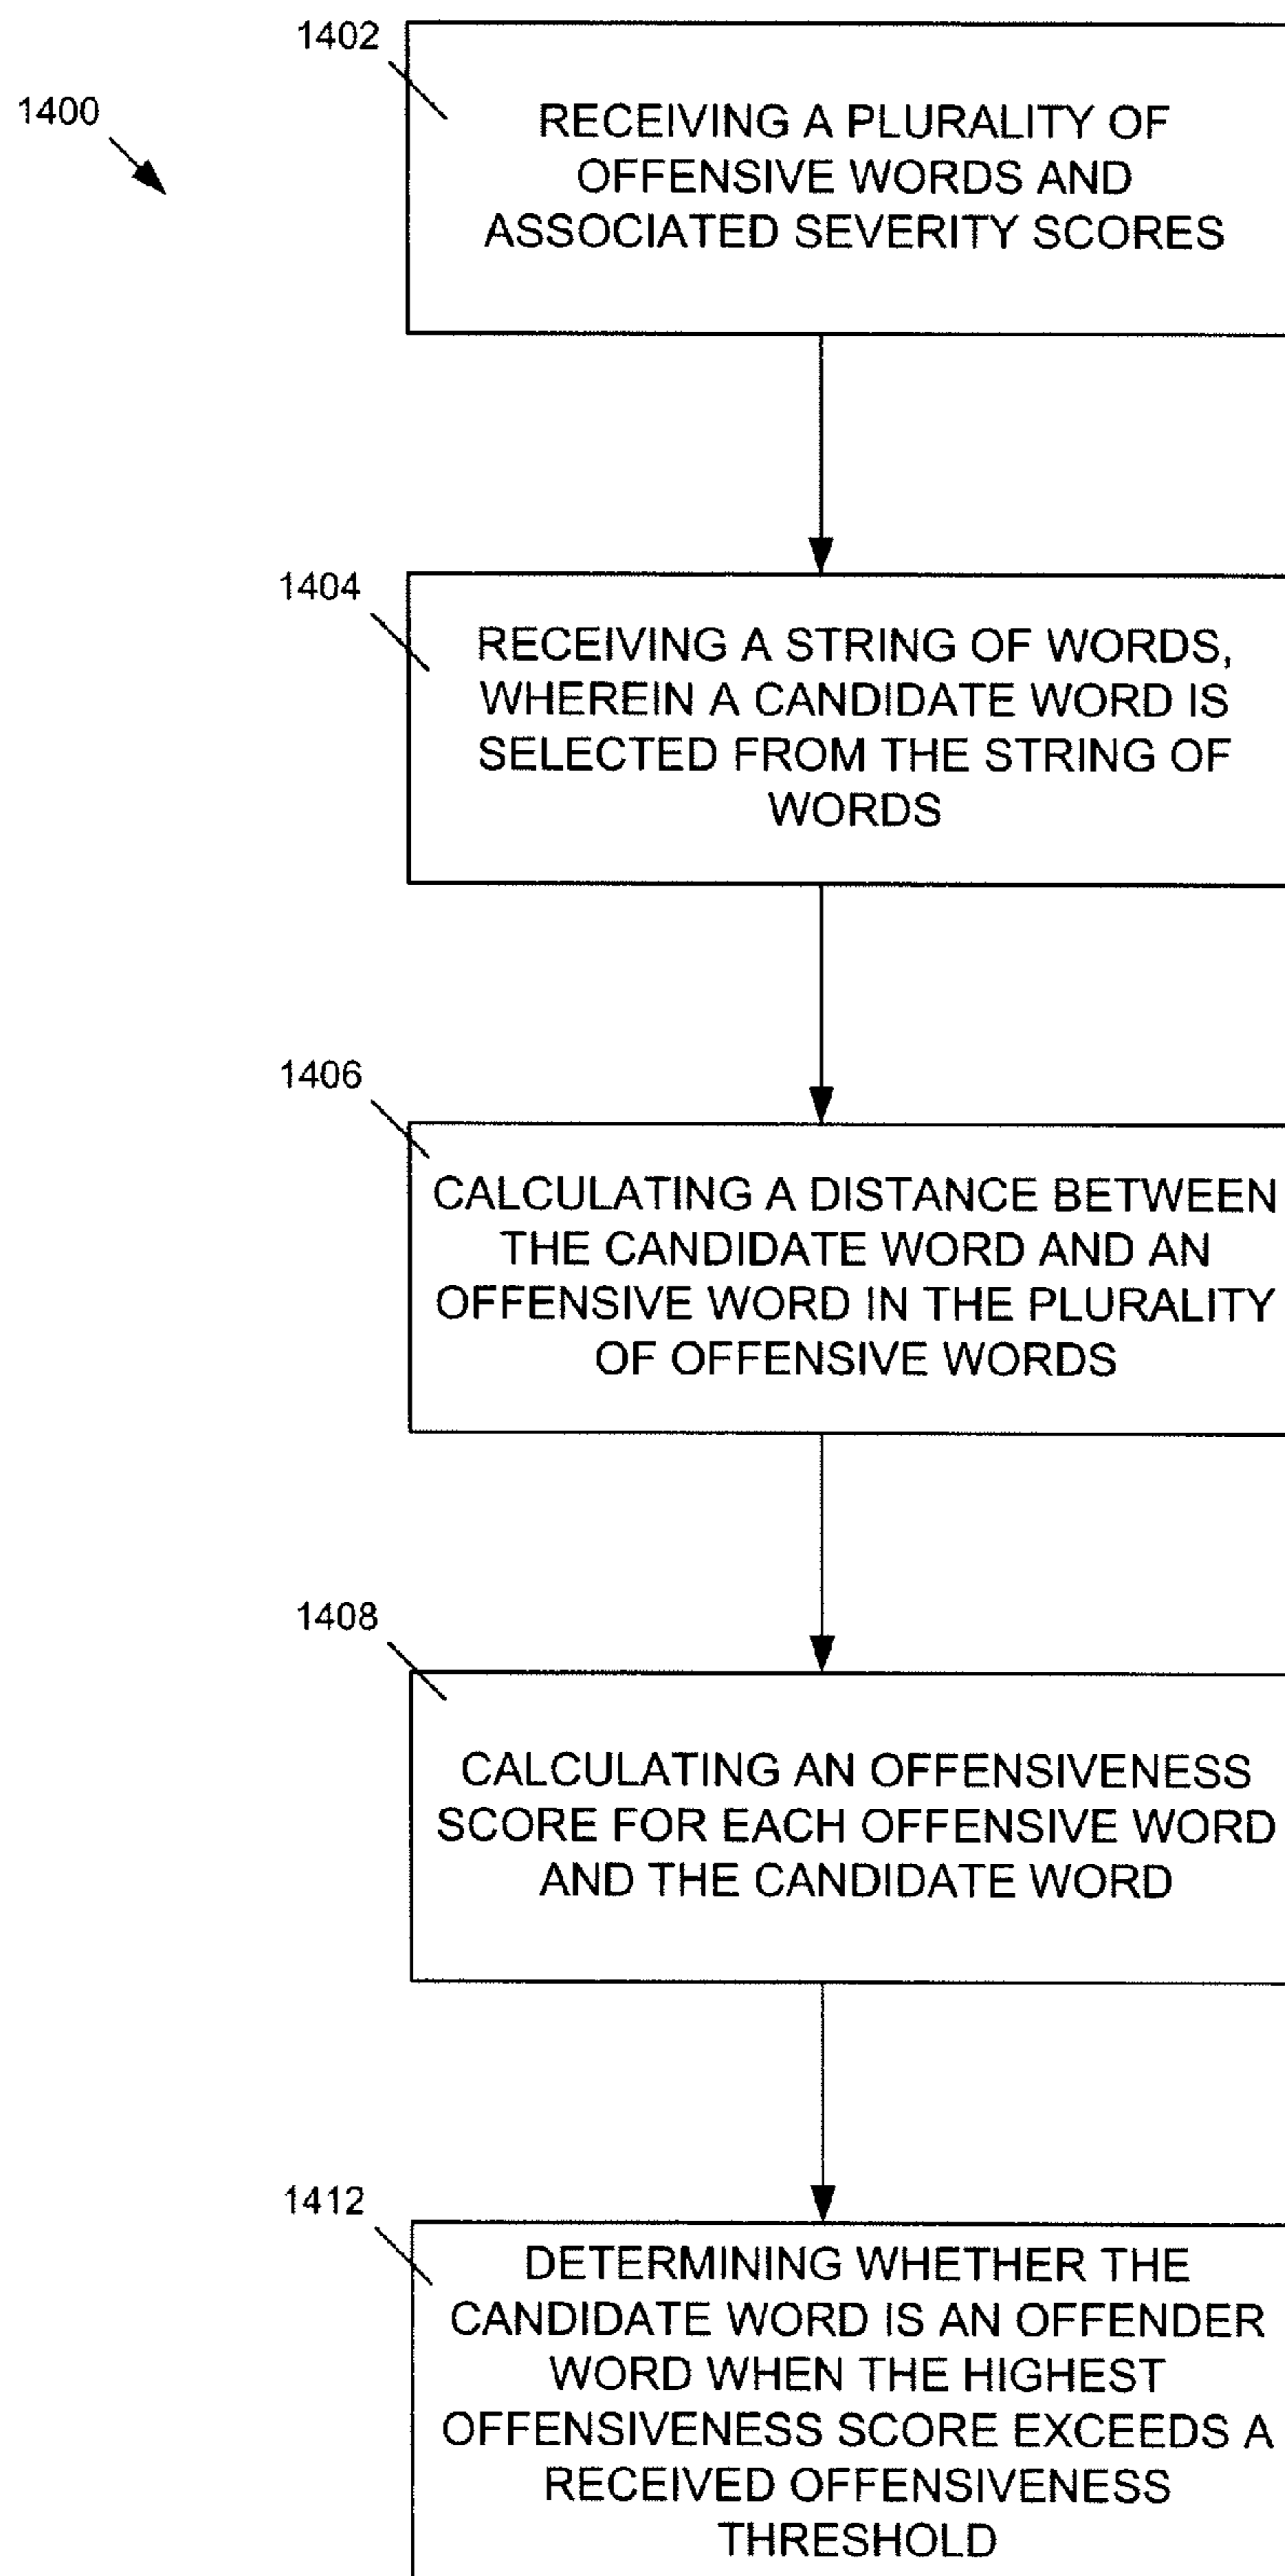 1400
1402
RECEIVING A PLURALITY OF
OFFENSIVE WORDS AND
ASSOCIATED SEVERITY SCORES
1404
RECEIVING A STRING OF WORDS,
WHEREIN A CANDIDATE WORD IS
SELECTED FROM THE STRING OF
WORDS
1406
CALCULATING A DISTANCE BETWEEN
THE CANDIDATE WORD AND AN
OFFENSIVE WORD IN THE PLURALITY
OF OFFENSIVE WORDS
1408
CALCULATING AN OFFENSIVENESS
SCORE FOR EACH OFFENSIVE WORD
AND THE CANDIDATE WORD
1412
DETERMINING WHETHER THE
CANDIDATE WORD IS AN OFFENDER
WORD WHEN THE HIGHEST
OFFENSIVENESS SCORE EXCEEDS A
RECEIVED OFFENSIVENESS
THRESHOLD